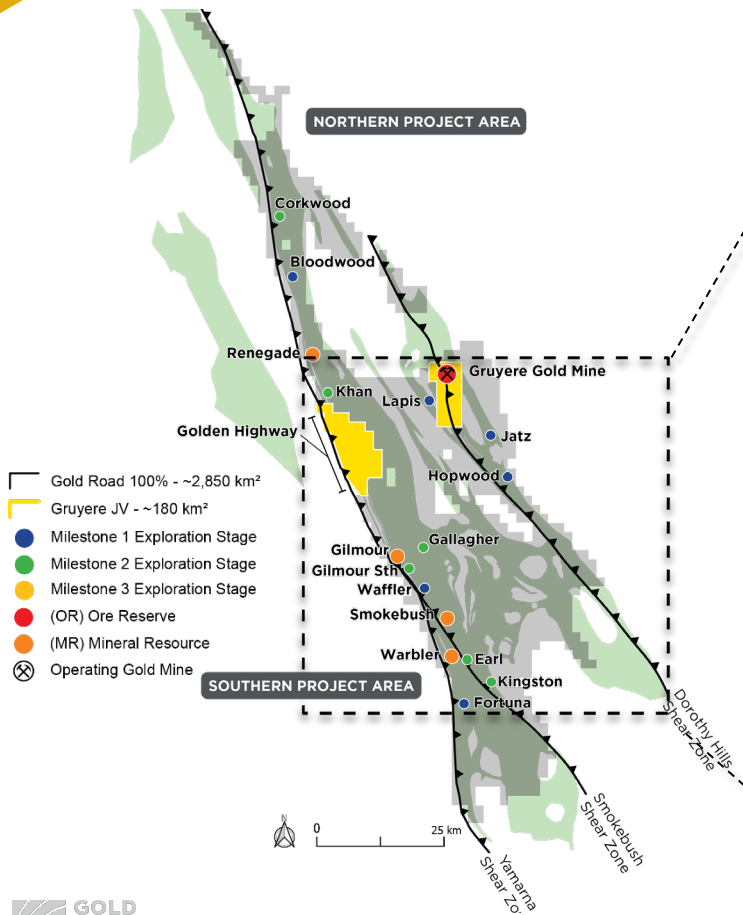 NORTHERN PROJECT AREA
Corkwood
Bloodwood
Renegade
Gruyere Gold Mine
Khan
Lapis
Golden Highway
Jatz
Hopwood
Gold Road 100% - ~2,850 km²
Gruyere JV - ~180 km²
Milestone 1 Exploration Stage
Milestone 2 Exploration Stage
Milestone 3 Exploration Stage
(OR) Ore Reserve
(MR) Mineral Resource
Operating Gold Mine
Gallagher
Gilmour
Gilmour Sth
Waffler
Smokebush
Warbler
Earl
Kingston
Fortuna
SOUTHERN PROJECT AREA
Dorothy Hills
Shear Zone
Smokebush
Shear Zone
Yamarna
Shear
N
0
25 km
GOLD